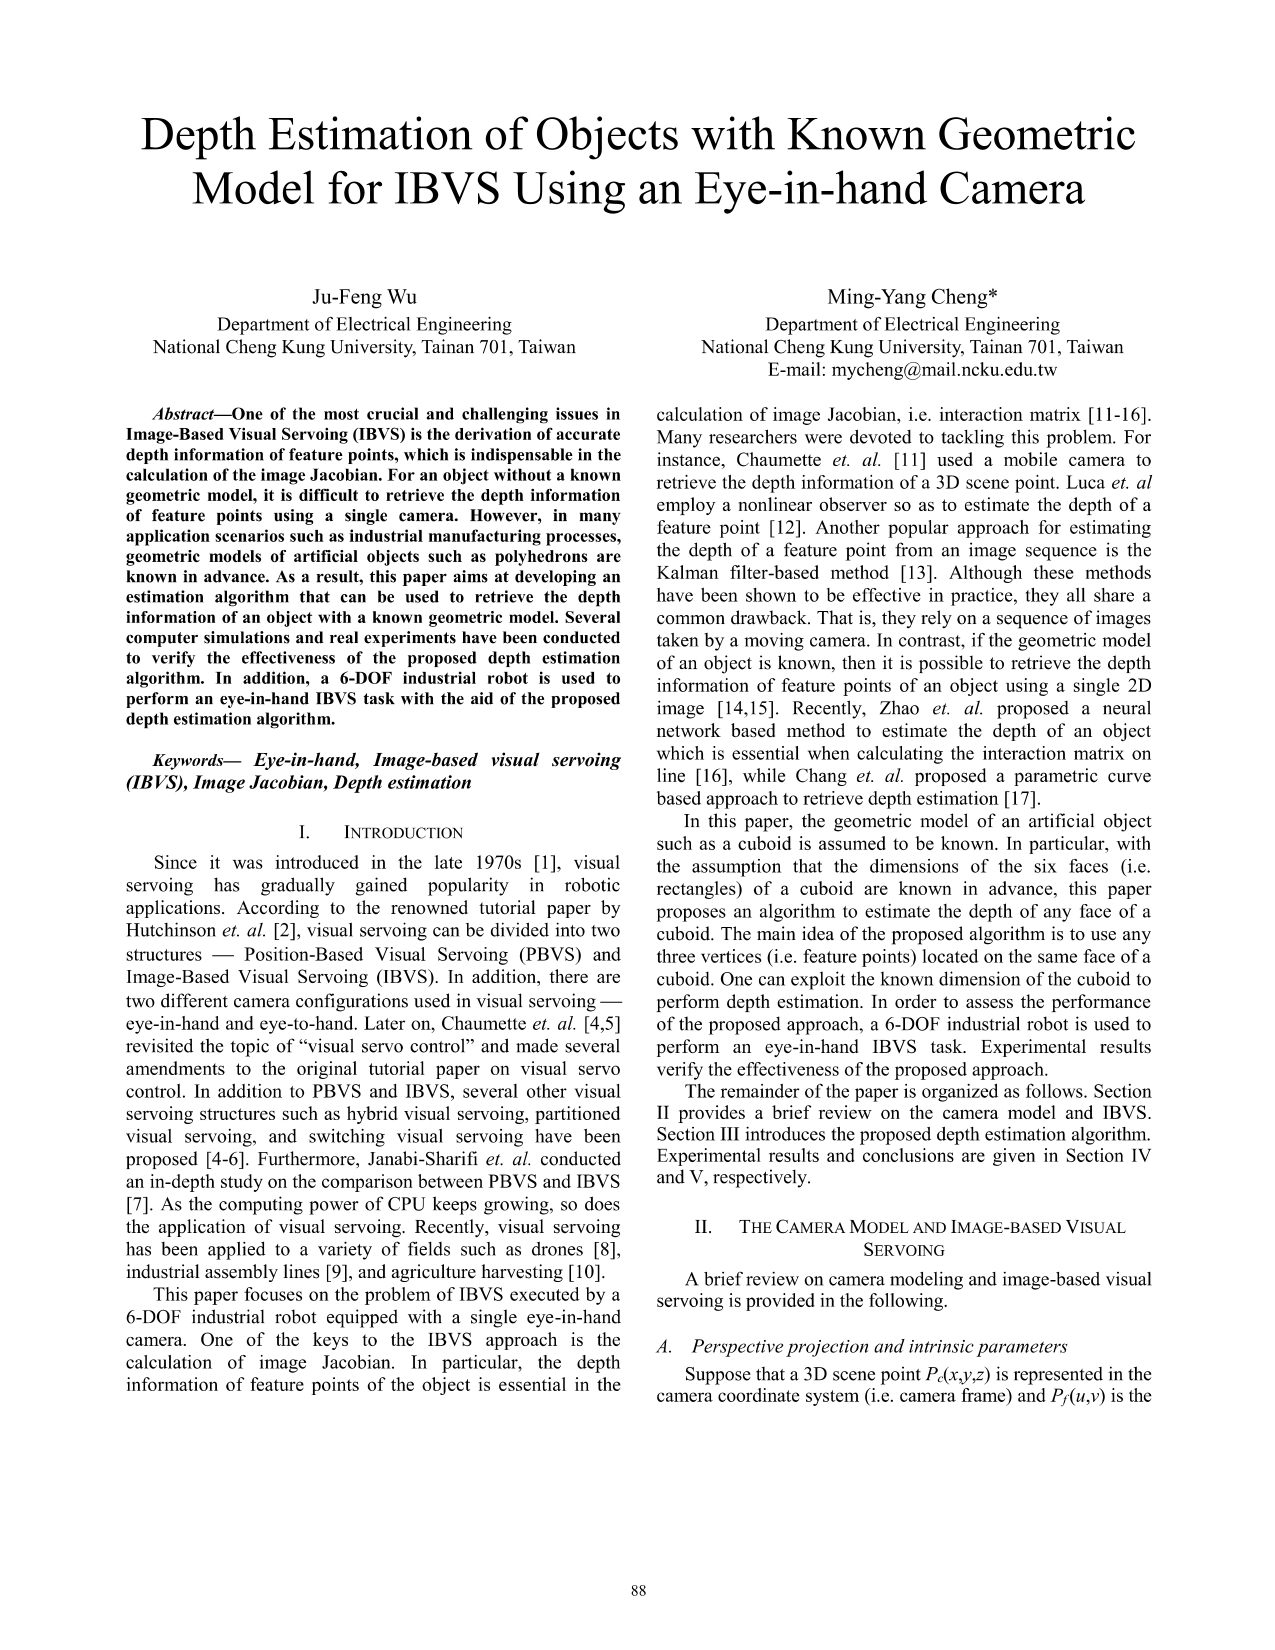 Depth Estimation of Objects with Known Geometric
Model for IBVS Using an Eye-in-hand Camera
Ju-Feng Wu
Department of Electrical Engineering
National Cheng Kung University, Tainan 701, Taiwan
Ming-Yang Cheng*
Department of Electrical Engineering
National Cheng Kung University, Tainan 701, Taiwan
E-mail: mycheng@mail.ncku.edu.tw
Abstract—One of the most crucial and challenging issues in
Image-Based Visual Servoing (IBVS) is the derivation of accurate
depth information of feature points, which is indispensable in the
calculation of the image Jacobian. For an object without a known
geometric model, it is difficult to retrieve the depth information
of feature points using a single camera. However, in many
application scenarios such as industrial manufacturing processes,
geometric models of artificial objects such as polyhedrons are
known in advance. As a result, this paper aims at developing an
estimation algorithm that can be used to retrieve the depth
information of an object with a known geometric model. Several
computer simulations and real experiments have been conducted
to verify the effectiveness of the proposed depth estimation
algorithm. In addition, a 6-DOF industrial robot is used to
perform an eye-in-hand IBVS task with the aid of the proposed
depth estimation algorithm.
Keywords— Eye-in-hand, Image-based visual servoing
(IBVS), Image Jacobian, Depth estimation
I. INTRODUCTION
Since it was introduced in the late 1970s [1], visual
servoing has gradually gained popularity in robotic
applications. According to the renowned tutorial paper by
Hutchinson et. al. [2], visual servoing can be divided into two
structures — Position-Based Visual Servoing (PBVS) and
Image-Based Visual Servoing (IBVS). In addition, there are
two different camera configurations used in visual servoing —
eye-in-hand and eye-to-hand. Later on, Chaumette et. al. [4,5]
revisited the topic of “visual servo control” and made several
amendments to the original tutorial paper on visual servo
control. In addition to PBVS and IBVS, several other visual
servoing structures such as hybrid visual servoing, partitioned
visual servoing, and switching visual servoing have been
proposed [4-6]. Furthermore, Janabi-Sharifi et. al. conducted
an in-depth study on the comparison between PBVS and IBVS
[7]. As the computing power of CPU keeps growing, so does
the application of visual servoing. Recently, visual servoing
has been applied to a variety of fields such as drones [8],
industrial assembly lines [9], and agriculture harvesting [10].
This paper focuses on the problem of IBVS executed by a
6-DOF industrial robot equipped with a single eye-in-hand
camera. One of the keys to the IBVS approach is the
calculation of image Jacobian. In particular, the depth
information of feature points of the object is essential in the
calculation of image Jacobian, i.e. interaction matrix [11-16].
Many researchers were devoted to tackling this problem. For
instance, Chaumette et. al. [11] used a mobile camera to
retrieve the depth information of a 3D scene point. Luca et. al
employ a nonlinear observer so as to estimate the depth of a
feature point [12]. Another popular approach for estimating
the depth of a feature point from an image sequence is the
Kalman filter-based method [13]. Although these methods
have been shown to be effective in practice, they all share a
common drawback. That is, they rely on a sequence of images
taken by a moving camera. In contrast, if the geometric model
of an object is known, then it is possible to retrieve the depth
information of feature points of an object using a single 2D
image [14,15]. Recently, Zhao et. al. proposed a neural
network based method to estimate the depth of an object
which is essential when calculating the interaction matrix on
line [16], while Chang et. al. proposed a parametric curve
based approach to retrieve depth estimation [17].
In this paper, the geometric model of an artificial object
such as a cuboid is assumed to be known. In particular, with
the assumption that the dimensions of the six faces (i.e.
rectangles) of a cuboid are known in advance, this paper
proposes an algorithm to estimate the depth of any face of a
cuboid. The main idea of the proposed algorithm is to use any
three vertices (i.e. feature points) located on the same face of a
cuboid. One can exploit the known dimension of the cuboid to
perform depth estimation. In order to assess the performance
of the proposed approach, a 6-DOF industrial robot is used to
perform an eye-in-hand IBVS task. Experimental results
verify the effectiveness of the proposed approach.
The remainder of the paper is organized as follows. Section
II provides a brief review on the camera model and IBVS.
Section III introduces the proposed depth estimation algorithm.
Experimental results and conclusions are given in Section IV
and V, respectively.
II. THE CAMERA MODEL AND IMAGE-BASED VISUAL
SERVOING
A brief review on camera modeling and image-based visual
servoing is provided in the following.
A. Perspective projection and intrinsic parameters
Suppose that a 3D scene point Pc(x,y,z) is represented in the
camera coordinate system (i.e. camera frame) and Pf (u,v) is the
88